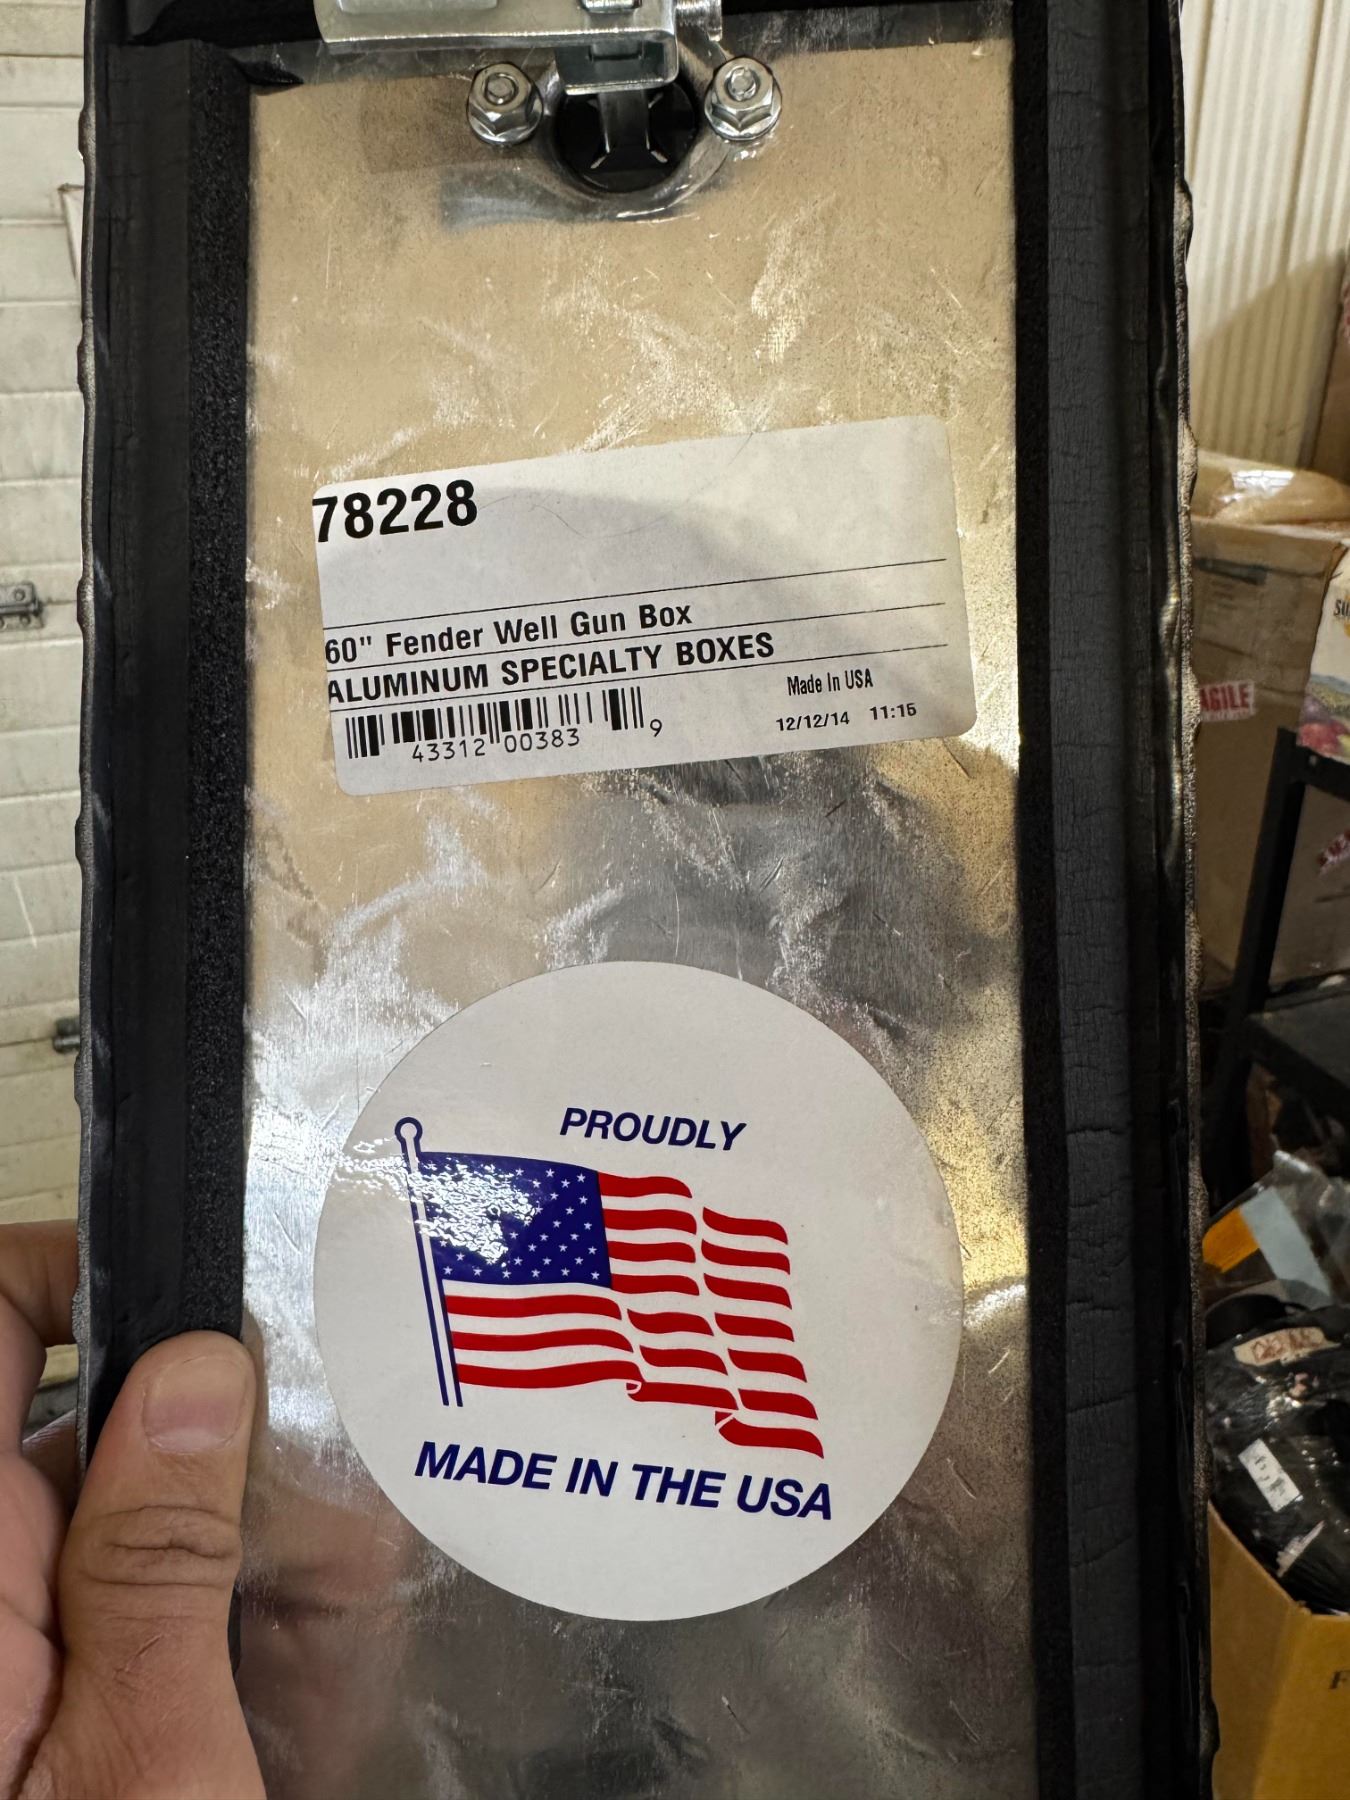 78228
60" Fender Well Gun Box
ALUMINUM SPECIALTY BOXES
Made In USA
43312 00383 9
12/12/14 11:15
PROUDLY
MADE IN THE USA
AGILE